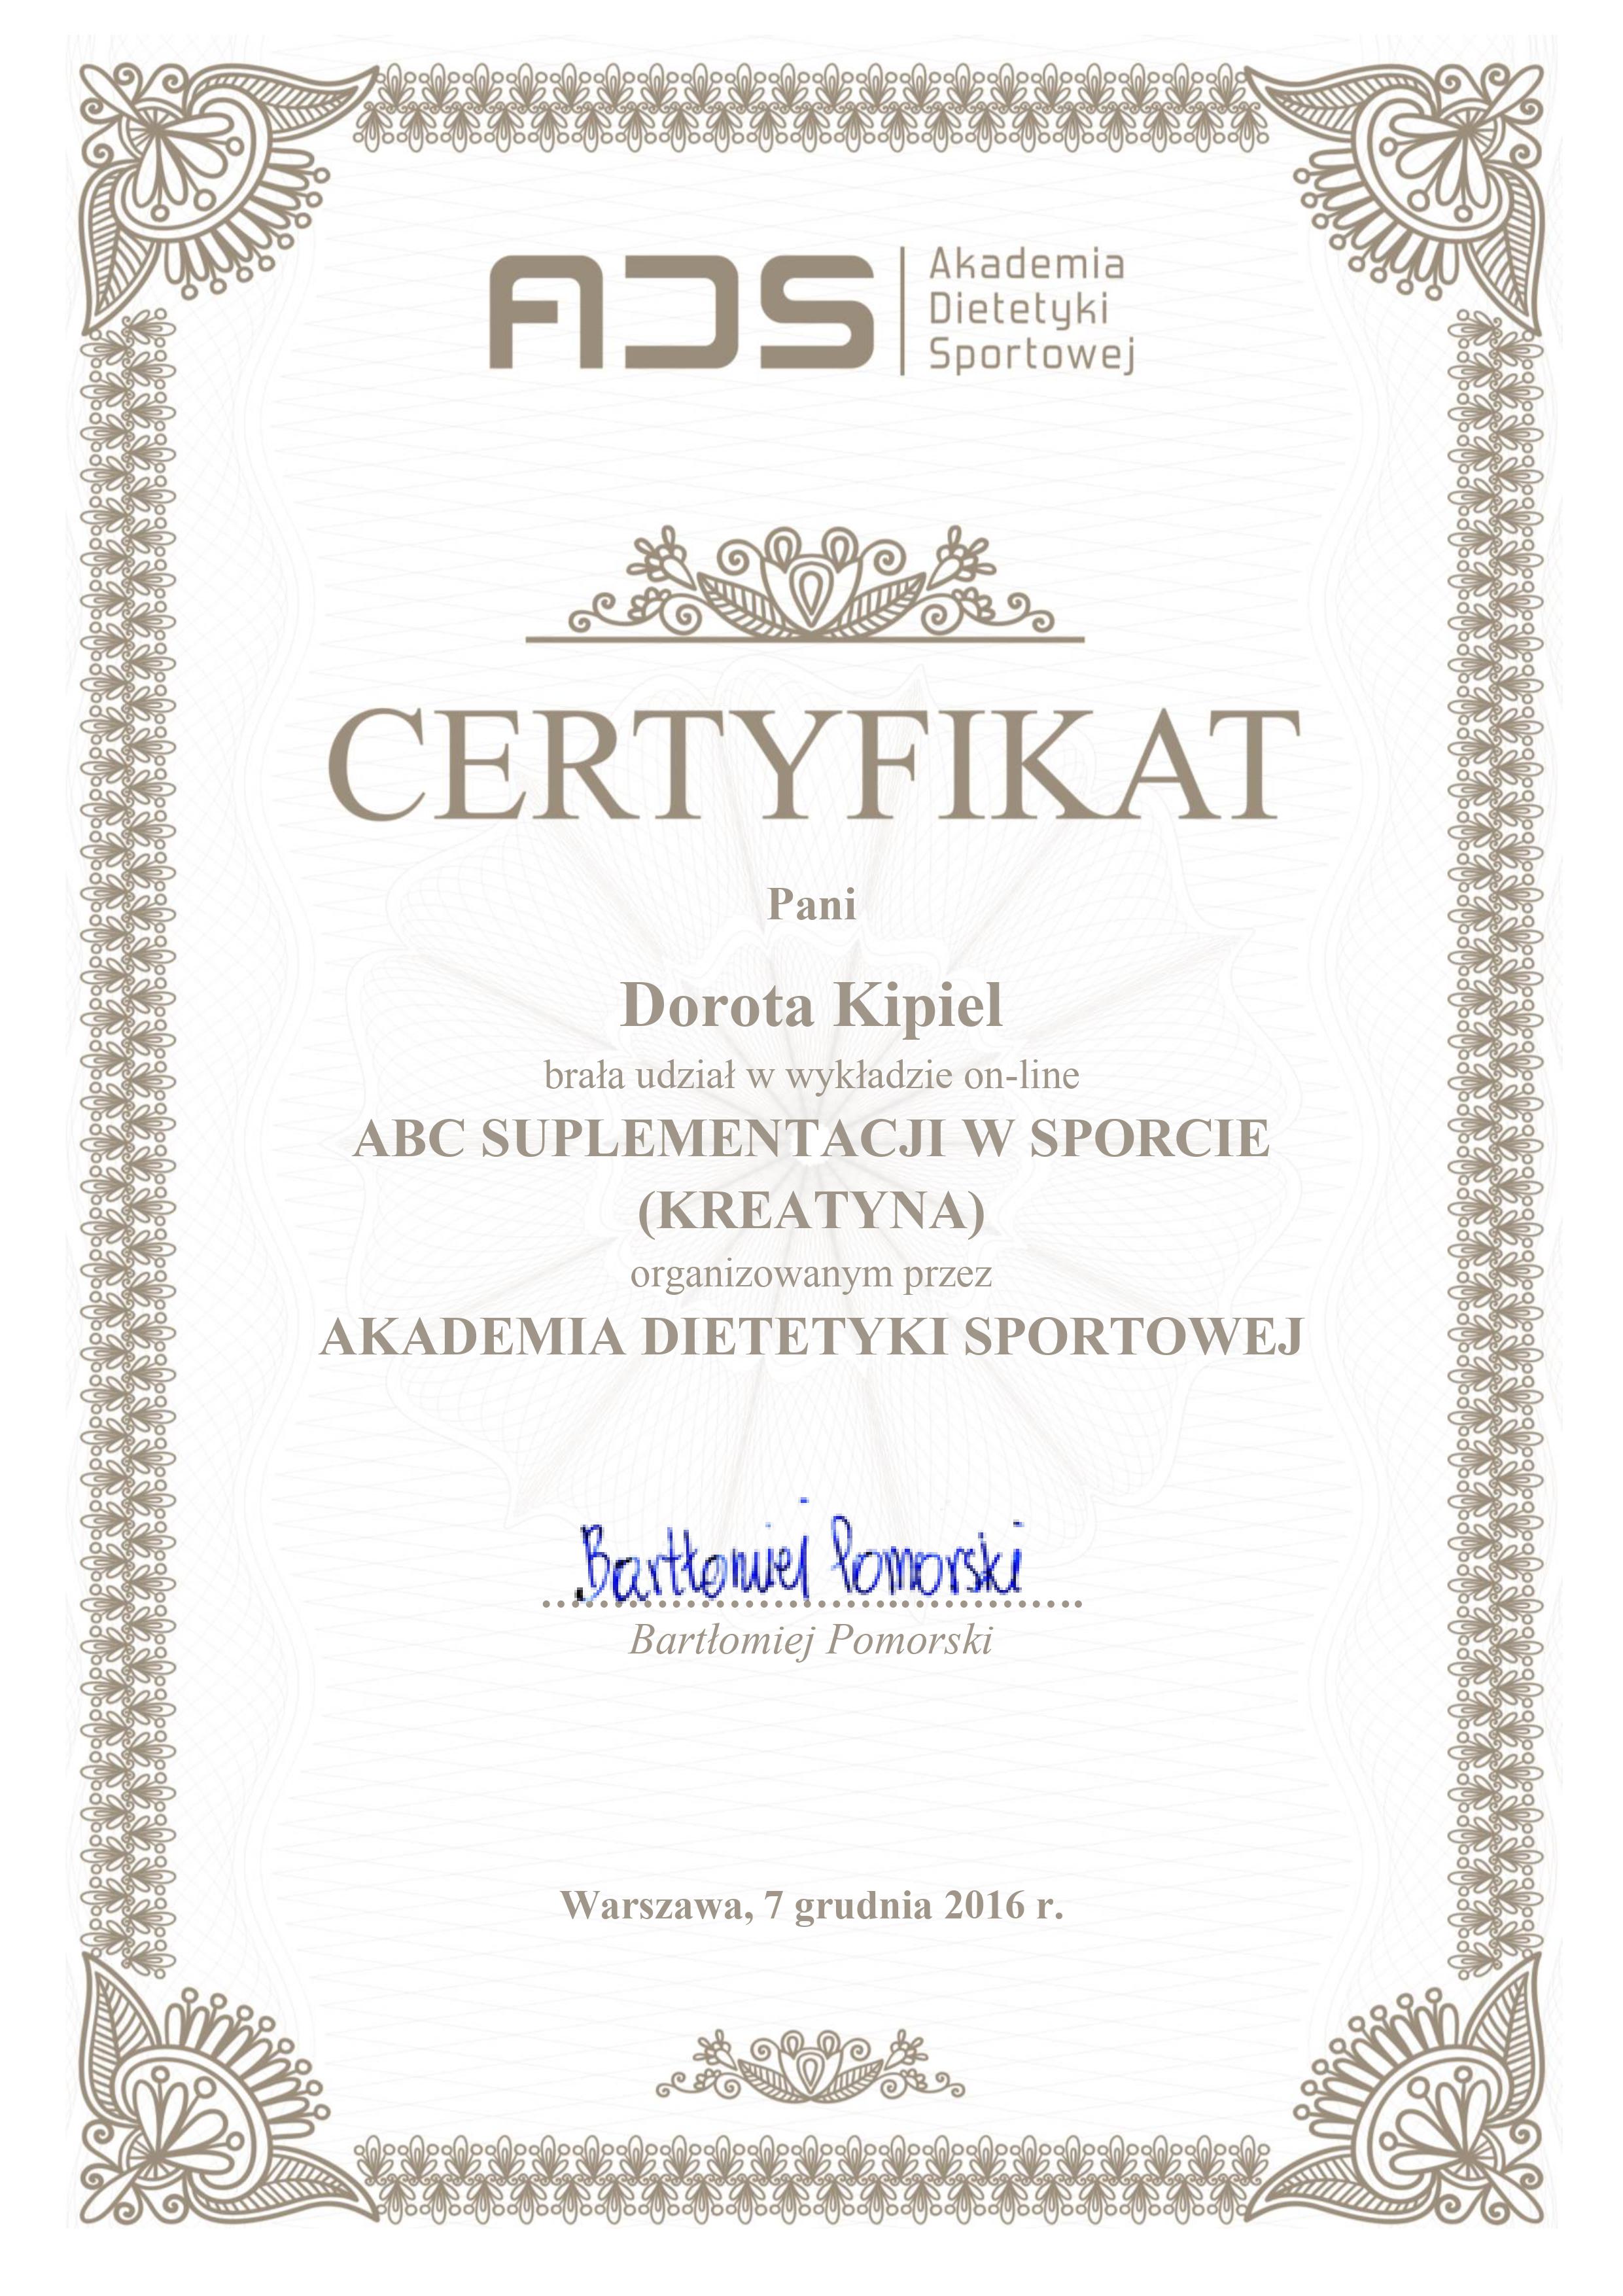 ADS
Akademia
Dietetyki
Sportowej
CERTYFIKAT
Pani
Dorota Kipiel
brała udział w wykładzie on-line
ABC SUPLEMENTACJI W SPORCIE
(KREATYNA)
organizowanym przez
AKADEMIA DIETETYKI SPORTOWEJ
Bartłomiej Pomorski
Bartłomiej Pomorski
Warszawa, 7 grudnia 2016 r.